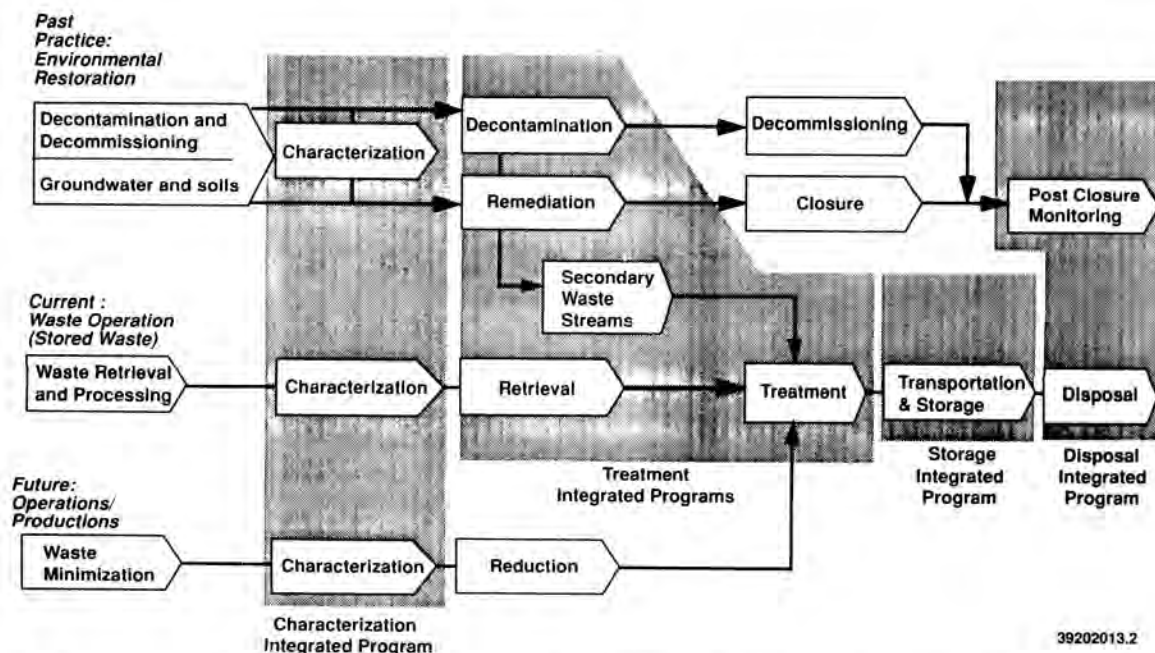 Past
Practice:
Environmental
Restoration
Decontamination and
Decommissioning
Groundwater and soils
Characterization
Decontamination
Remediation
Decommissioning
Closure
Post Closure
Monitoring
Secondary
Waste
Streams
Current :
Waste Operation
(Stored Waste)
Waste Retrieval
and Processing
Characterization
Retrieval
Treatment
Transportation
& Storage
Disposal
Treatment
Integrated Programs
Storage
Integrated
Program
Disposal
Integrated
Program
Future:
Operations/
Productions
Waste
Minimization
Characterization
Reduction
Characterization
Integrated Program
39202013.2